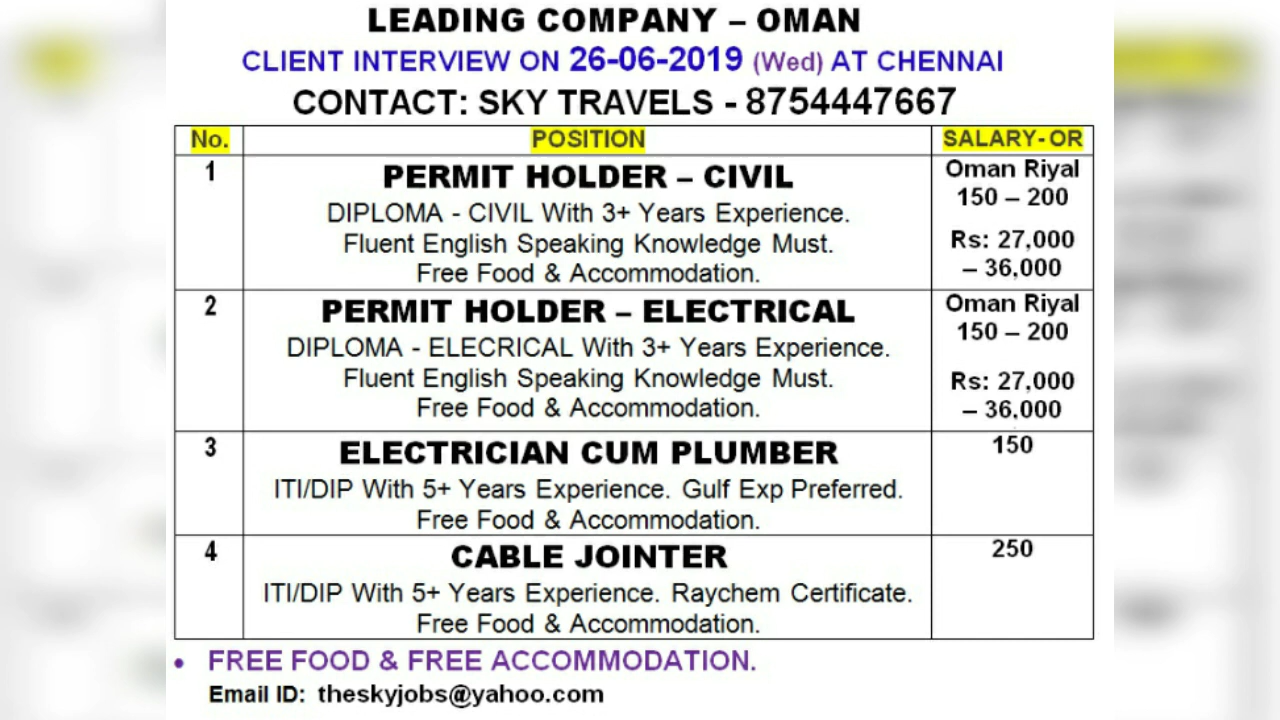 LEADING COMPANY – OMAN
CLIENT INTERVIEW ON 26-06-2019 (Wed) AT CHENNAI
CONTACT: SKY TRAVELS - 8754447667
No. POSITION SALARY-OR
1 PERMIT HOLDER – CIVIL
DIPLOMA - CIVIL With 3+ Years Experience.
Fluent English Speaking Knowledge Must.
Free Food & Accommodation.
Oman Riyal
150 – 200
Rs: 27,000
– 36,000
2 PERMIT HOLDER – ELECTRICAL
DIPLOMA - ELECRICAL With 3+ Years Experience.
Fluent English Speaking Knowledge Must.
Free Food & Accommodation.
Oman Riyal
150 – 200
Rs: 27,000
– 36,000
3 ELECTRICIAN CUM PLUMBER 150
ITI/DIP With 5+ Years Experience. Gulf Exp Preferred.
Free Food & Accommodation.
4 CABLE JOINTER 250
ITI/DIP With 5+ Years Experience. Raychem Certificate.
Free Food & Accommodation.
• FREE FOOD & FREE ACCOMMODATION.
Email ID: theskyjobs@yahoo.com